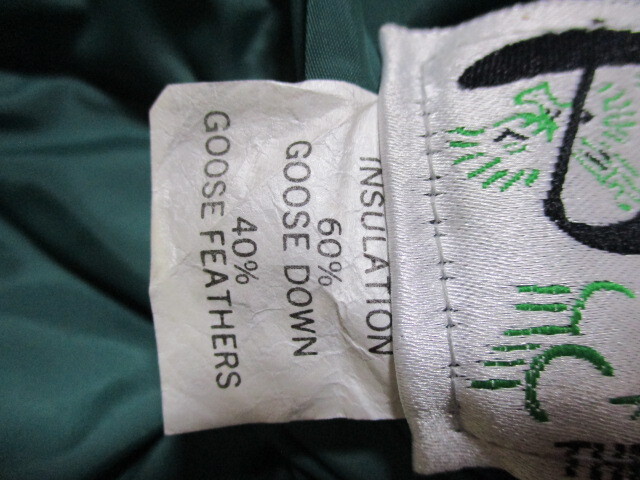 INSULATION
60%
GOOSE DOWN
40%
GOOSE FEATHERS